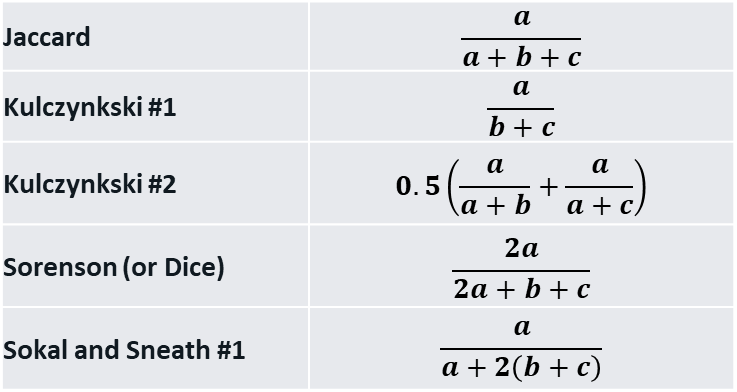 Jaccard a/(a + b + c)
Kulczynkski #1 a/(b + c)
Kulczynkski #2 0.5(a/(a + b) + a/(a + c))
Sorenson (or Dice) 2a/(2a + b + c)
Sokal and Sneath #1 a/(a + 2(b + c))